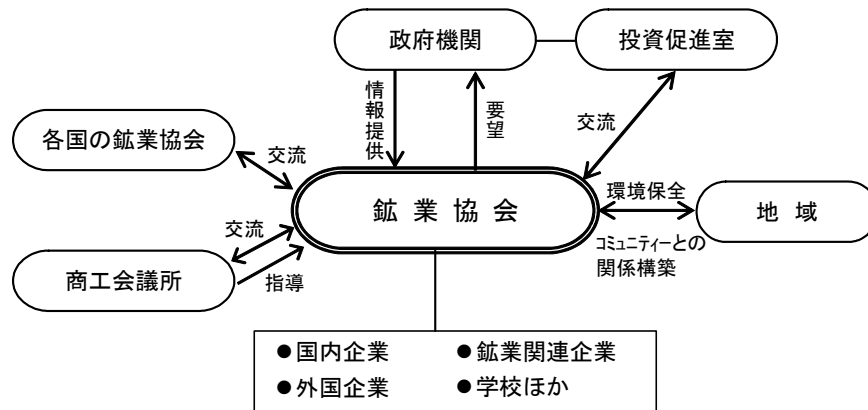 政府機関
投資促進室
情報提供
要望
交流
各国の鉱業協会
交流
鉱業協会
環境保全
地域
コミュニティーとの
関係構築
交流
商工会議所
指導
●国内企業
●鉱業関連企業
●外国企業
●学校ほか